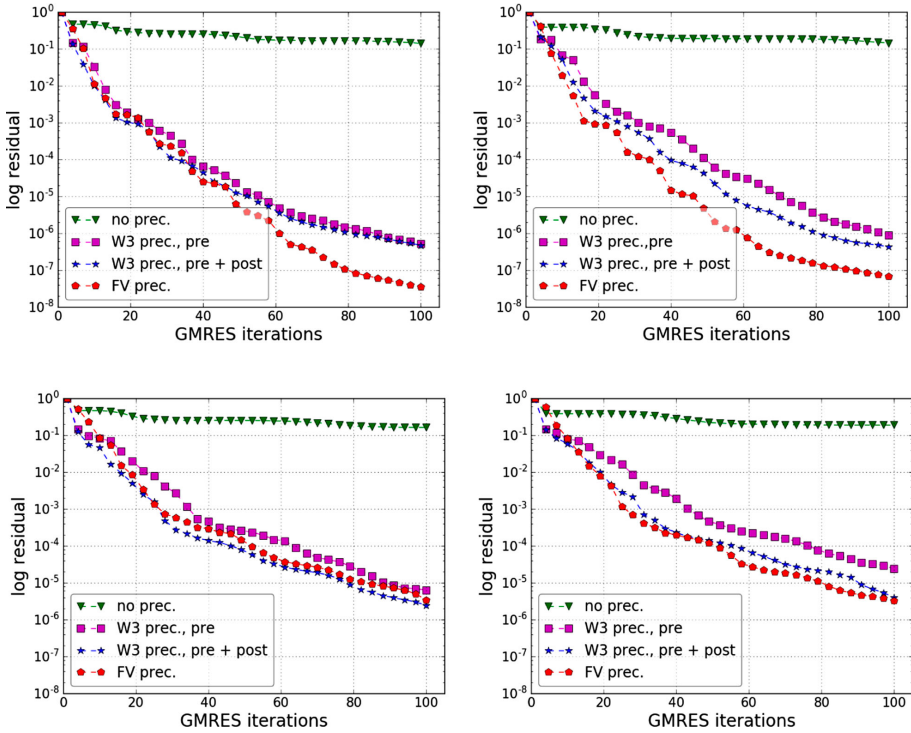 10^0
10^-1
10^-2
10^-3
10^-4
10^-5
10^-6
10^-7
10^-8
log residual
no prec.
W3 prec., pre
W3 prec., pre + post
FV prec.
0 20 40 60 80 100
GMRES iterations
10^0
10^-1
10^-2
10^-3
10^-4
10^-5
10^-6
10^-7
10^-8
log residual
no prec.
W3 prec.,pre
W3 prec., pre + post
FV prec.
0 20 40 60 80 100
GMRES iterations
10^0
10^-1
10^-2
10^-3
10^-4
10^-5
10^-6
10^-7
10^-8
log residual
no prec.
W3 prec., pre
W3 prec., pre + post
FV prec.
0 20 40 60 80 100
GMRES iterations
10^0
10^-1
10^-2
10^-3
10^-4
10^-5
10^-6
10^-7
10^-8
log residual
no prec.
W3 prec., pre
W3 prec., pre + post
FV prec.
0 20 40 60 80 100
GMRES iterations